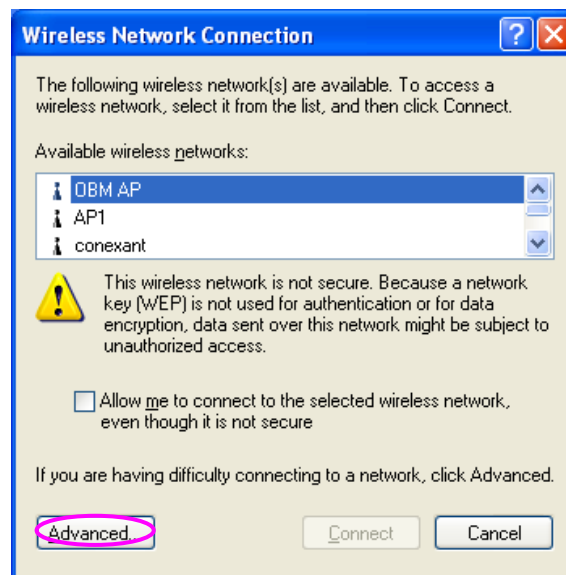 Wireless Network Connection
The following wireless network(s) are available. To access a
wireless network, select it from the list, and then click Connect.
Available wireless networks:
OBM AP
AP1
conexant
This wireless network is not secure. Because a network
key (WEP) is not used for authentication or for data
encryption, data sent over this network might be subject to
unauthorized access.
Allow me to connect to the selected wireless network,
even though it is not secure
If you are having difficulty connecting to a network, click Advanced.
Advanced... Connect Cancel